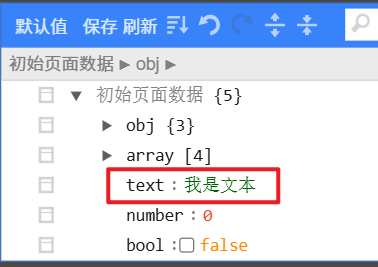 默认值 保存 刷新
初始页面数据 ▶ obj ▶
▼ 初始页面数据 {5}
▶ obj {3}
▶ array [4]
text : 我是文本
number : 0
bool : false